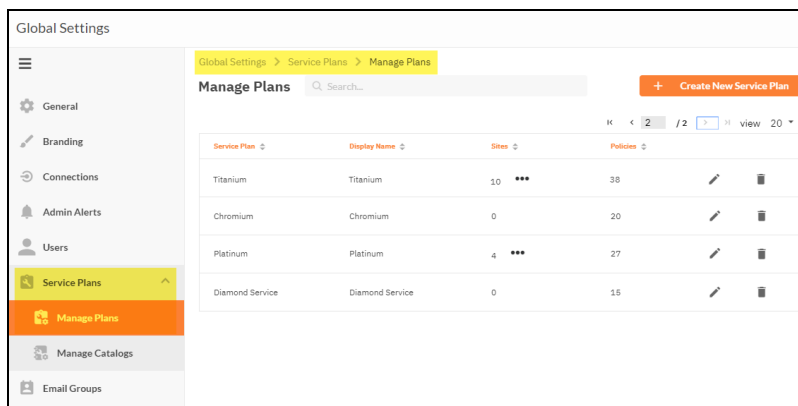 Global Settings
Global Settings > Service Plans > Manage Plans
Manage Plans
Search...
+ Create New Service Plan
General
Branding
Connections
Admin Alerts
Users
Service Plans
Manage Plans
Manage Catalogs
Email Groups
2 /2 view 20
Service Plan Display Name Sites Policies
Titanium Titanium 10 ••• 38
Chromium Chromium 0 20
Platinum Platinum 4 ••• 27
Diamond Service Diamond Service 0 15